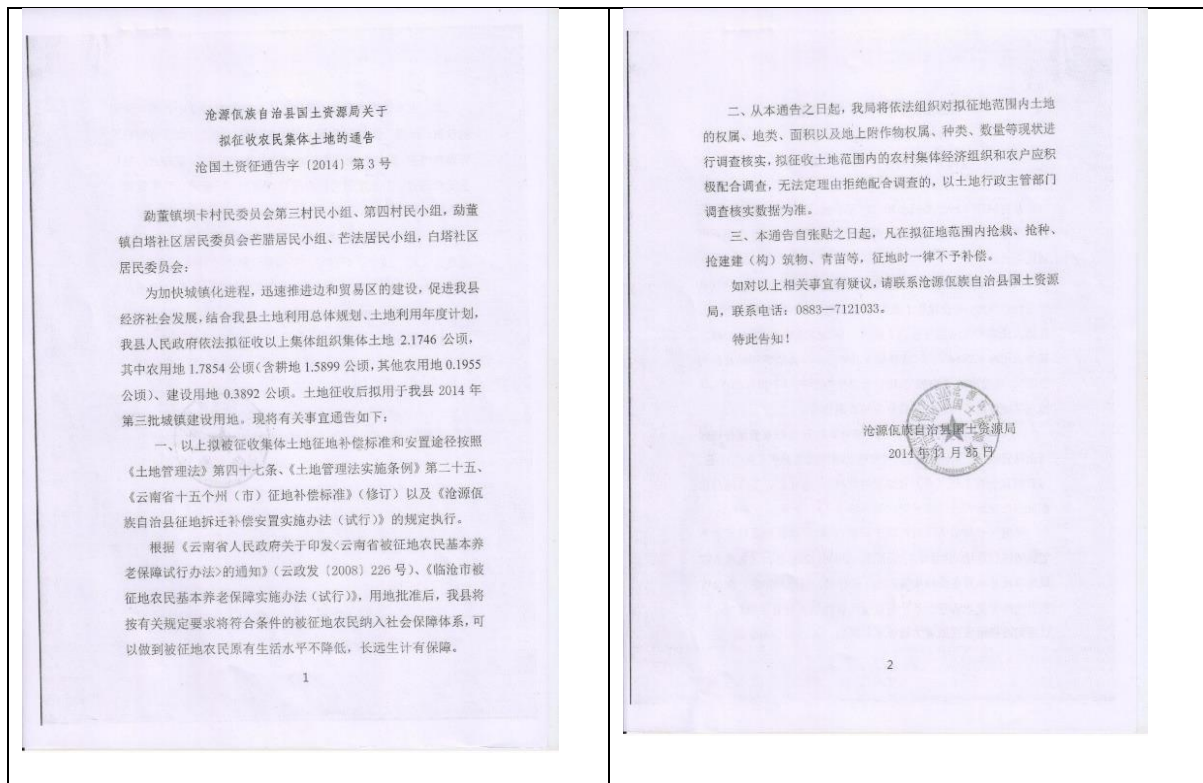 沧源佤族自治县国土资源局关于
拟征收农民集体土地的通告
沧国土资征通告字〔2014〕第3号
勐董镇坝卡村民委员会第三村民小组、第四村民小组，勐董
镇白塔社区居民委员会芒腊居民小组、芒法居民小组，白塔社区
居民委员会：
为加快城镇化进程，迅速推进边和贸易区的建设，促进我县
经济社会发展，结合我县土地利用总体规划、土地利用年度计划，
我县人民政府依法拟征收以上集体组织集体土地 2.1746 公顷，
其中农用地 1.7854 公顷（含耕地 1.5899 公顷，其他农用地 0.1955
公顷）、建设用地 0.3892 公顷。土地征收后拟用于我县 2014 年
第三批城镇建设用地。现将有关事宜通告如下：
一、以上拟被征收集体土地征地补偿标准和安置途径按照
《土地管理法》第四十七条、《土地管理法实施条例》第二十五、
《云南省十五个州（市）征地补偿标准》（修订）以及《沧源佤
族自治县征地拆迁补偿安置实施办法（试行）》的规定执行。
根据《云南省人民政府关于印发<云南省被征地农民基本养
老保障试行办法>的通知》（云政发〔2008〕226 号）、《临沧市被
征地农民基本养老保障实施办法（试行）》，用地批准后，我县将
按有关规定要求将符合条件的被征地农民纳入社会保障体系，可
以做到被征地农民原有生活水平不降低，长远生计有保障。
1
二、从本通告之日起，我局将依法组织对拟征地范围内土地
的权属、地类、面积以及地上附作物权属、种类、数量等现状进
行调查核实，拟征收土地范围内的农村集体经济组织和农户应积
极配合调查，无法定理由拒绝配合调查的，以土地行政主管部门
调查核实数据为准。
三、本通告自张贴之日起，凡在拟征地范围内抢栽、抢种、
抢建建（构）筑物、青苗等，征地时一律不予补偿。
如对以上相关事宜有疑议，请联系沧源佤族自治县国土资源
局，联系电话：0883—7121033。
特此告知！
沧源佤族自治县国土资源局
2014 年 11 月 25 日
2